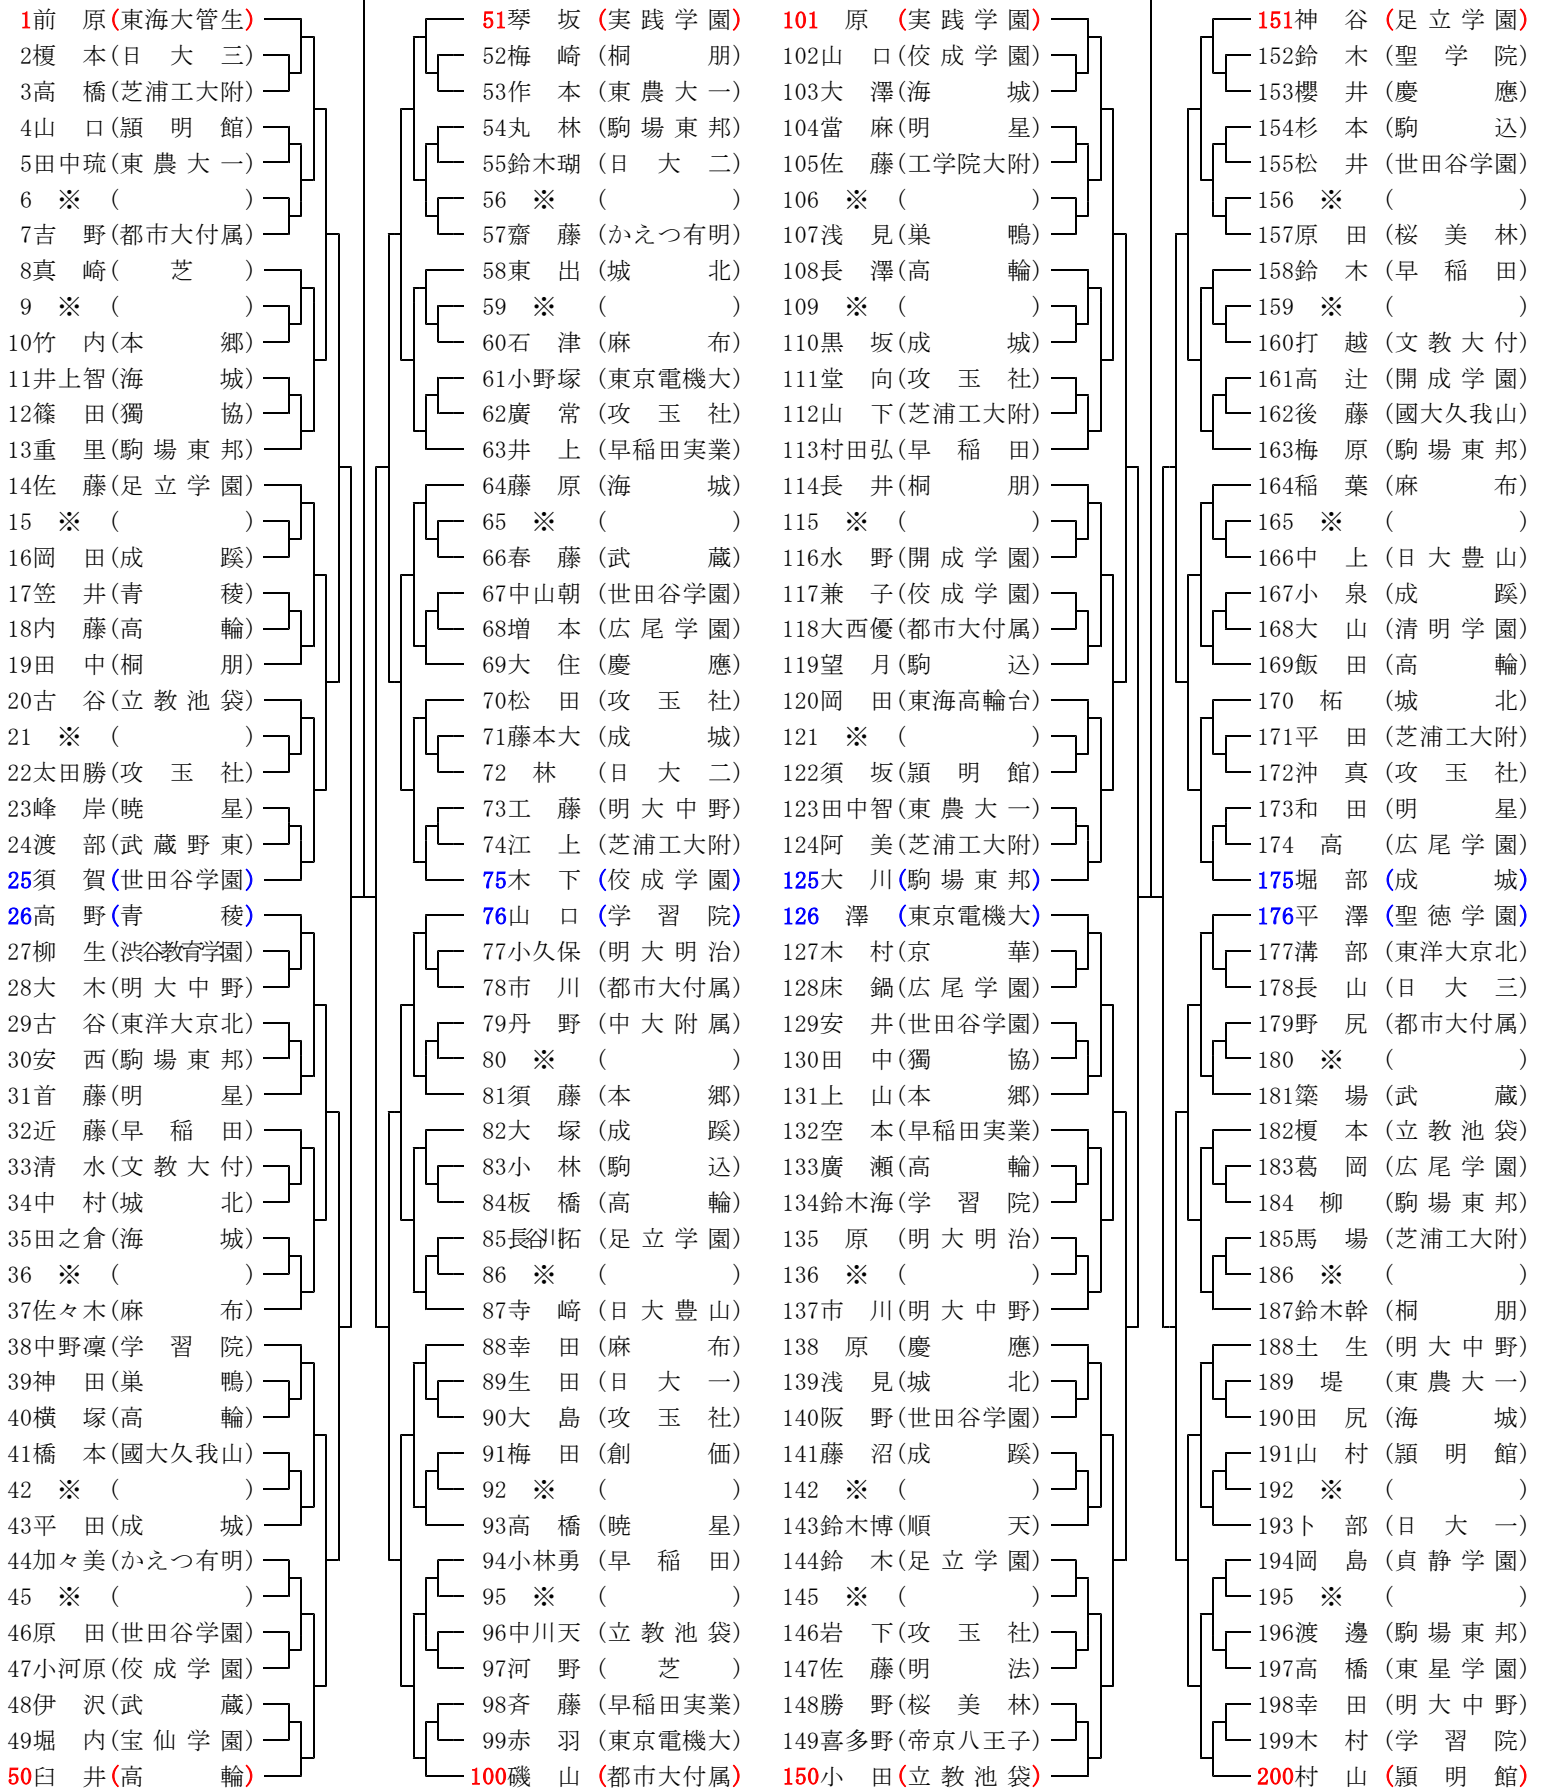 1前　原(東海大管生)
2榎　本(日　大　三)
3高　橋(芝浦工大附)
4山　口(頴　明　館)
5田中琉(東 農 大 一)
6　※　(　　　　　)
7吉　野(都市大付属)
8真　崎(　　芝　　)
9　※　(　　　　　)
10竹　内(本　　　郷)
11井上智(海　　　城)
12篠　田(獨　　　協)
13重　里(駒 場 東 邦)
14佐　藤(足 立 学 園)
15　※　(　　　　　)
16岡　田(成　　　蹊)
17笠　井(青　　　稜)
18内　藤(高　　　輪)
19田　中(桐　　　朋)
20古　谷(立 教 池 袋)
21　※　(　　　　　)
22太田勝(攻　玉　社)
23峰　岸(暁　　　星)
24渡　部(武 蔵 野 東)
25須　賀(世田谷学園)
26高　野(青　　　稜)
27柳　生(渋谷教育学園)
28大　木(明 大 中 野)
29古　谷(東洋大京北)
30安　西(駒 場 東 邦)
31首　藤(明　　　星)
32近　藤(早　稲　田)
33清　水(文 教 大 付)
34中　村(城　　　北)
35田之倉(海　　　城)
36　※　(　　　　　)
37佐々木(麻　　　布)
38中野凜(学　習　院)
39神　田(巣　　　鴨)
40横　塚(高　　　輪)
41橋　本(國大久我山)
42　※　(　　　　　)
43平　田(成　　　城)
44加々美(かえつ有明)
45　※　(　　　　　)
46原　田(世田谷学園)
47小河原(佼 成 学 園)
48伊　沢(武　　　蔵)
49堀　内(宝 仙 学 園)
50臼　井(高　　　輪)
51琴　坂(実 践 学 園)
52梅　崎(桐　　　朋)
53作　本(東 農 大 一)
54丸　林(駒 場 東 邦)
55鈴木瑚(日　大　二)
56　※　(　　　　　)
57齋　藤(かえつ有明)
58東　出(城　　　北)
59　※　(　　　　　)
60石　津(麻　　　布)
61小野塚(東京電機大)
62廣　常(攻　玉　社)
63井　上(早稲田実業)
64藤　原(海　　　城)
65　※　(　　　　　)
66春　藤(武　　　蔵)
67中山朝(世田谷学園)
68増　本(広 尾 学 園)
69大　住(慶　　　應)
70松　田(攻　玉　社)
71藤本大(成　　　城)
72　林　(日　大　二)
73工　藤(明 大 中 野)
74江　上(芝浦工大附)
75木　下(佼 成 学 園)
76山　口(学　習　院)
77小久保(明 大 明 治)
78市　川(都市大付属)
79丹　野(中 大 附 属)
80　※　(　　　　　)
81須　藤(本　　　郷)
82大　塚(成　　　蹊)
83小　林(駒　　　込)
84板　橋(高　　　輪)
85長谷川拓(足 立 学 園)
86　※　(　　　　　)
87寺　﨑(日 大 豊 山)
88幸　田(麻　　　布)
89生　田(日　大　一)
90大　島(攻　玉　社)
91梅　田(創　　　価)
92　※　(　　　　　)
93高　橋(暁　　　星)
94小林勇(早　稲　田)
95　※　(　　　　　)
96中川天(立 教 池 袋)
97河　野(　　芝　　)
98斉　藤(早稲田実業)
99赤　羽(東京電機大)
100磯　山(都市大付属)
101　原　(実 践 学 園)
102山　口(佼 成 学 園)
103大　澤(海　　　城)
104當　麻(明　　　星)
105佐　藤(工学院大附)
106　※　(　　　　　)
107浅　見(巣　　　鴨)
108長　澤(高　　　輪)
109　※　(　　　　　)
110黒　坂(成　　　城)
111堂　向(攻　玉　社)
112山　下(芝浦工大附)
113村田弘(早　稲　田)
114長　井(桐　　　朋)
115　※　(　　　　　)
116水　野(開 成 学 園)
117兼　子(佼 成 学 園)
118大西優(都市大付属)
119望　月(駒　　　込)
120岡　田(東海高輪台)
121　※　(　　　　　)
122須　坂(頴　明　館)
123田中智(東 農 大 一)
124阿　美(芝浦工大附)
125大　川(駒 場 東 邦)
126　澤　(東京電機大)
127木　村(京　　　華)
128床　鍋(広 尾 学 園)
129安　井(世田谷学園)
130田　中(獨　　　協)
131上　山(本　　　郷)
132空　本(早稲田実業)
133廣　瀬(高　　　輪)
134鈴木海(学　習　院)
135　原　(明 大 明 治)
136　※　(　　　　　)
137市　川(明 大 中 野)
138　原　(慶　　　應)
139浅　見(城　　　北)
140阪　野(世田谷学園)
141藤　沼(成　　　蹊)
142　※　(　　　　　)
143鈴木博(順　　　天)
144鈴　木(足 立 学 園)
145　※　(　　　　　)
146岩　下(攻　玉　社)
147佐　藤(明　　　法)
148勝　野(桜　美　林)
149喜多野(帝京八王子)
150小　田(立 教 池 袋)
151神　谷(足 立 学 園)
152鈴　木(聖　学　院)
153櫻　井(慶　　　應)
154杉　本(駒　　　込)
155松　井(世田谷学園)
156　※　(　　　　　)
157原　田(桜　美　林)
158鈴　木(早　稲　田)
159　※　(　　　　　)
160打　越(文 教 大 付)
161高　辻(開 成 学 園)
162後　藤(國大久我山)
163梅　原(駒 場 東 邦)
164稲　葉(麻　　　布)
165　※　(　　　　　)
166中　上(日 大 豊 山)
167小　泉(成　　　蹊)
168大　山(清 明 学 園)
169飯　田(高　　　輪)
170　柘　(城　　　北)
171平　田(芝浦工大附)
172沖　真(攻　玉　社)
173和　田(明　　　星)
174　高　(広 尾 学 園)
175堀　部(成　　　城)
176平　澤(聖 徳 学 園)
177溝　部(東洋大京北)
178長　山(日　大　三)
179野　尻(都市大付属)
180　※　(　　　　　)
181築　場(武　　　蔵)
182榎　本(立 教 池 袋)
183葛　岡(広 尾 学 園)
184　柳　(駒 場 東 邦)
185馬　場(芝浦工大附)
186　※　(　　　　　)
187鈴木幹(桐　　　朋)
188土　生(明 大 中 野)
189　堤　(東 農 大 一)
190田　尻(海　　　城)
191山　村(頴　明　館)
192　※　(　　　　　)
193卜　部(日　大　一)
194岡　島(貞 静 学 園)
195　※　(　　　　　)
196渡　邊(駒 場 東 邦)
197高　橋(東 星 学 園)
198幸　田(明 大 中 野)
199木　村(学　習　院)
200村　山(頴　明　館)